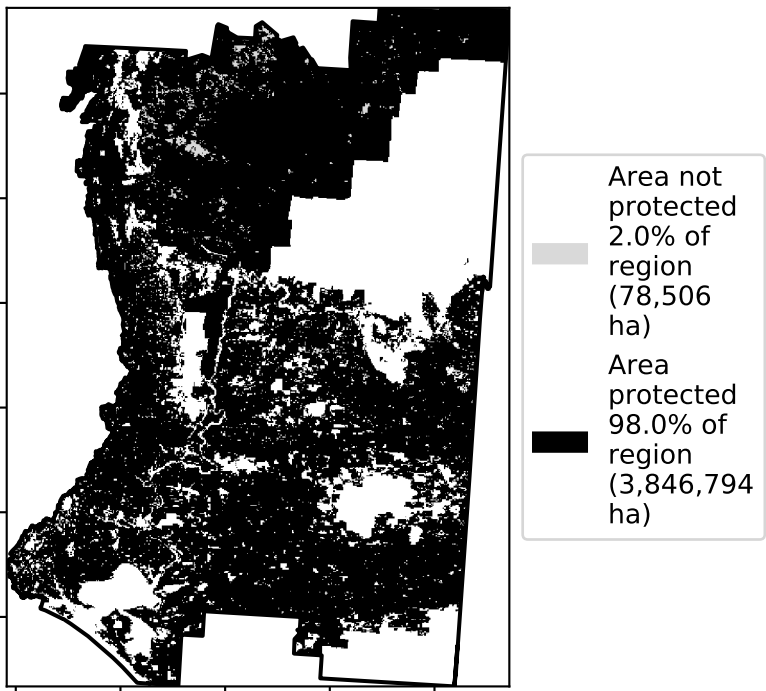 Area not
protected
2.0% of
region
(78,506
ha)
Area
protected
98.0% of
region
(3,846,794
ha)